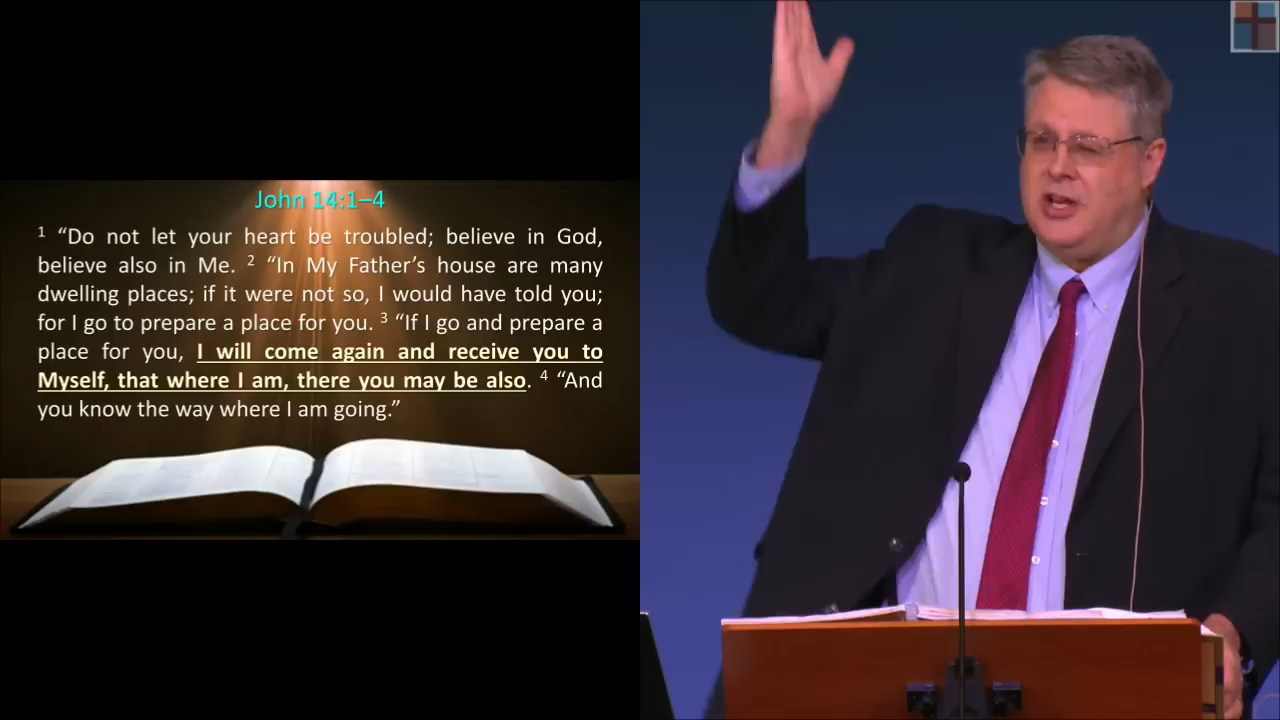 John 14:1–4
¹ “Do not let your heart be troubled; believe in God,
believe also in Me. ² “In My Father’s house are many
dwelling places; if it were not so, I would have told you;
for I go to prepare a place for you. ³ “If I go and prepare a
place for you, I will come again and receive you to
Myself, that where I am, there you may be also. ⁴ “And
you know the way where I am going.”